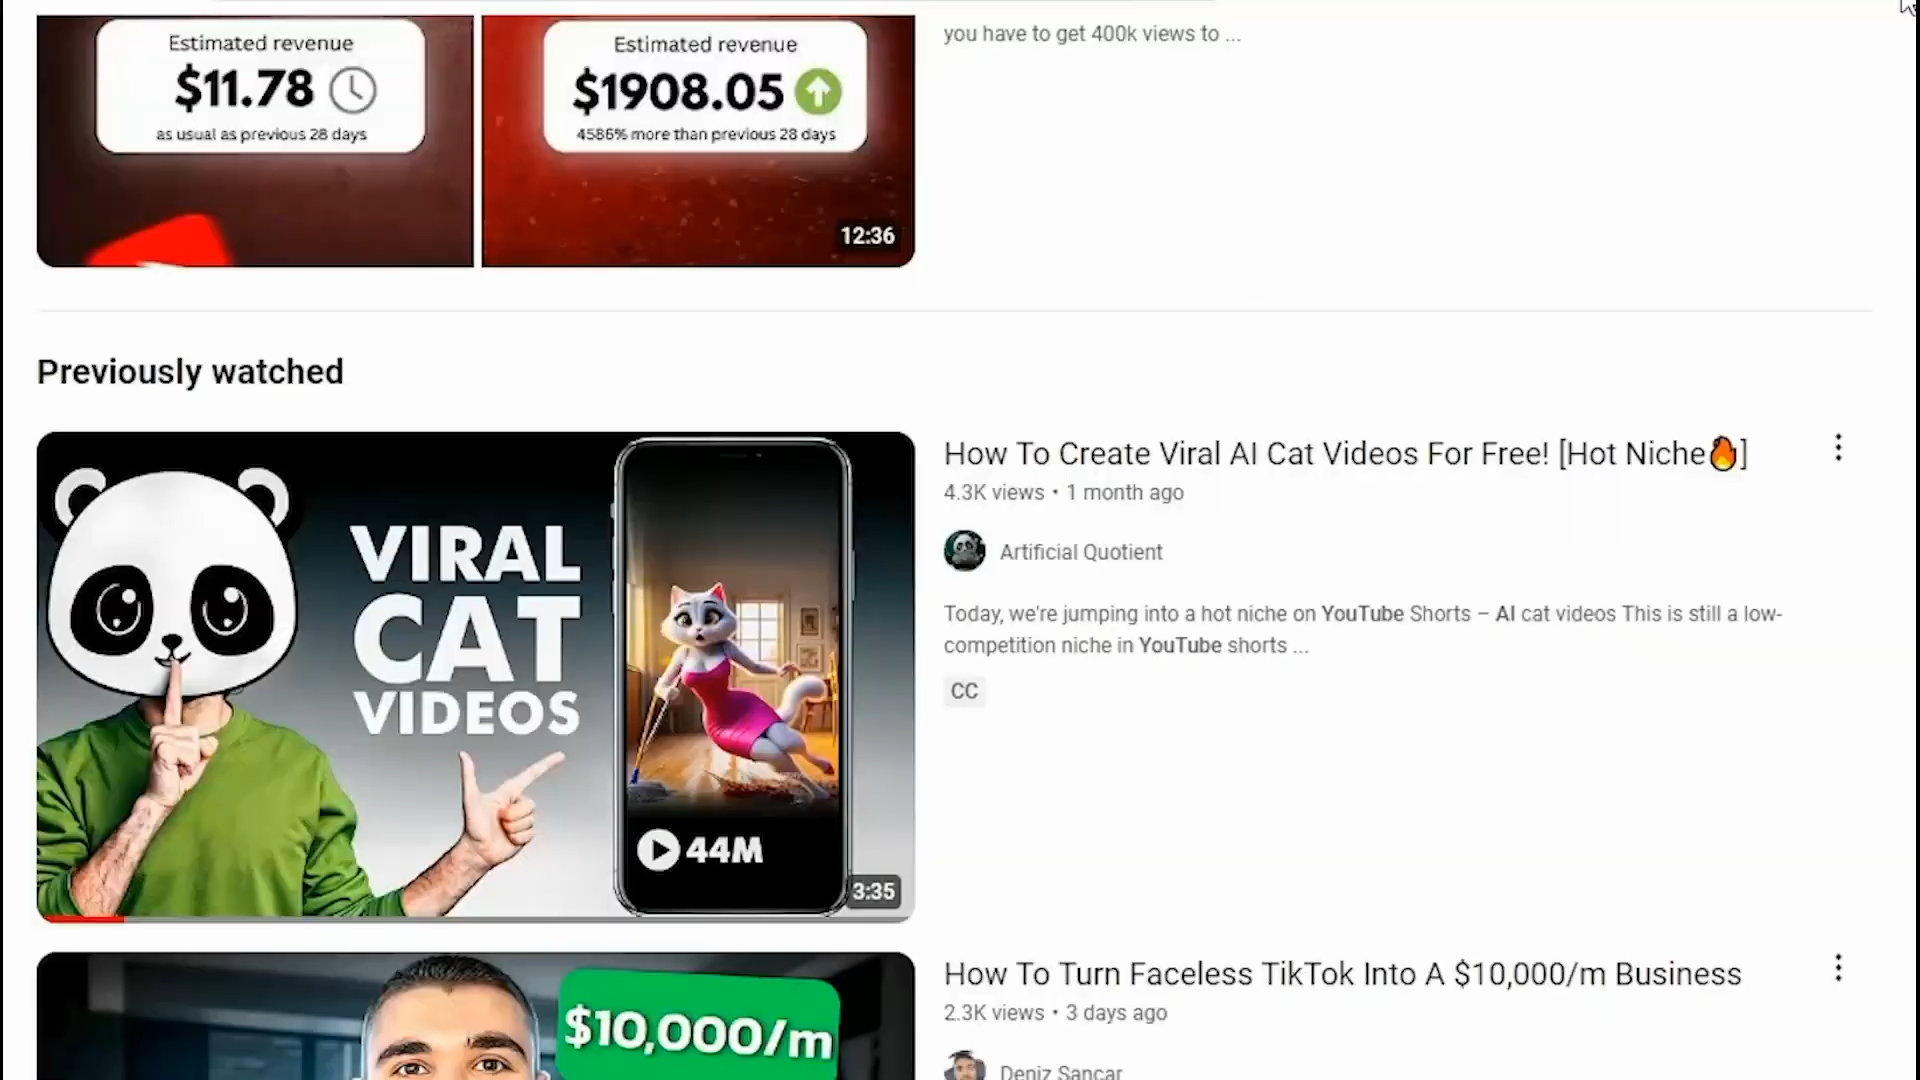 Estimated revenue
$11.78
as usual as previous 28 days
Estimated revenue
$1908.05
4586% more than previous 28 days
12:36
you have to get 400k views to ...
Previously watched
VIRAL
CAT
VIDEOS
44M
3:35
How To Create Viral AI Cat Videos For Free! [Hot Niche🔥]
4.3K views • 1 month ago
Artificial Quotient
Today, we're jumping into a hot niche on YouTube Shorts – AI cat videos This is still a low-
competition niche in YouTube shorts ...
CC
$10,000/m
How To Turn Faceless TikTok Into A $10,000/m Business
2.3K views • 3 days ago
Deniz Sancar